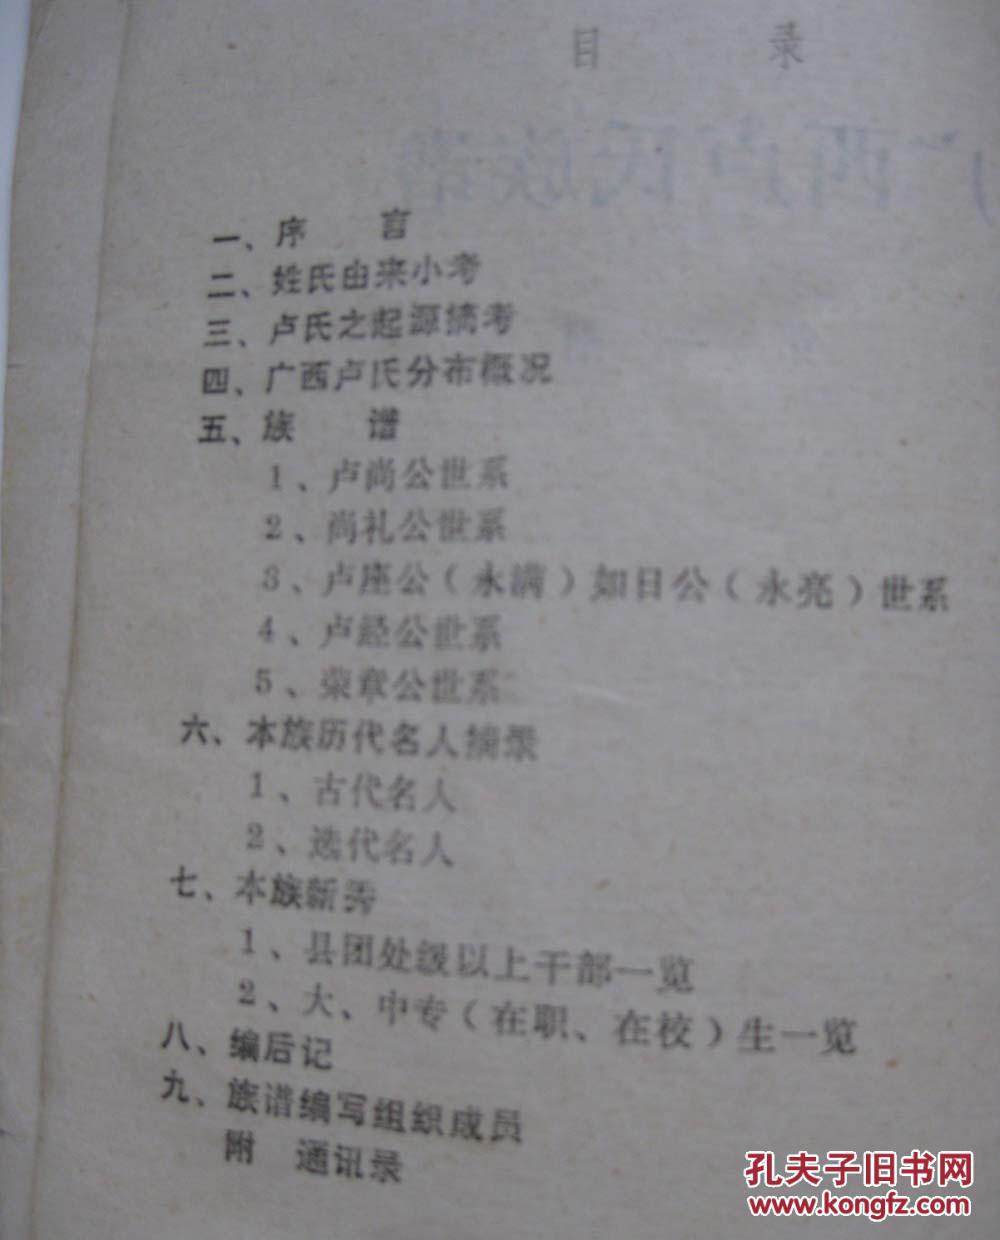 目 录
一、序 言
二、姓氏由来小考
三、卢氏之起源摘考
四、广西卢氏分布概况
五、族 谱
1、卢尚公世系
2、尚礼公世系
3、卢座公（永满）如日公（永亮）世系
4、卢经公世系
5、荣章公世系
六、本族历代名人摘录
1、古代名人
2、迭代名人
七、本族新秀
1、县团处级以上干部一览
2、大、中专（在职、在校）生一览
八、编后记
九、族谱编写组织成员
附 通讯录
孔夫子旧书网
www.kongfz.com